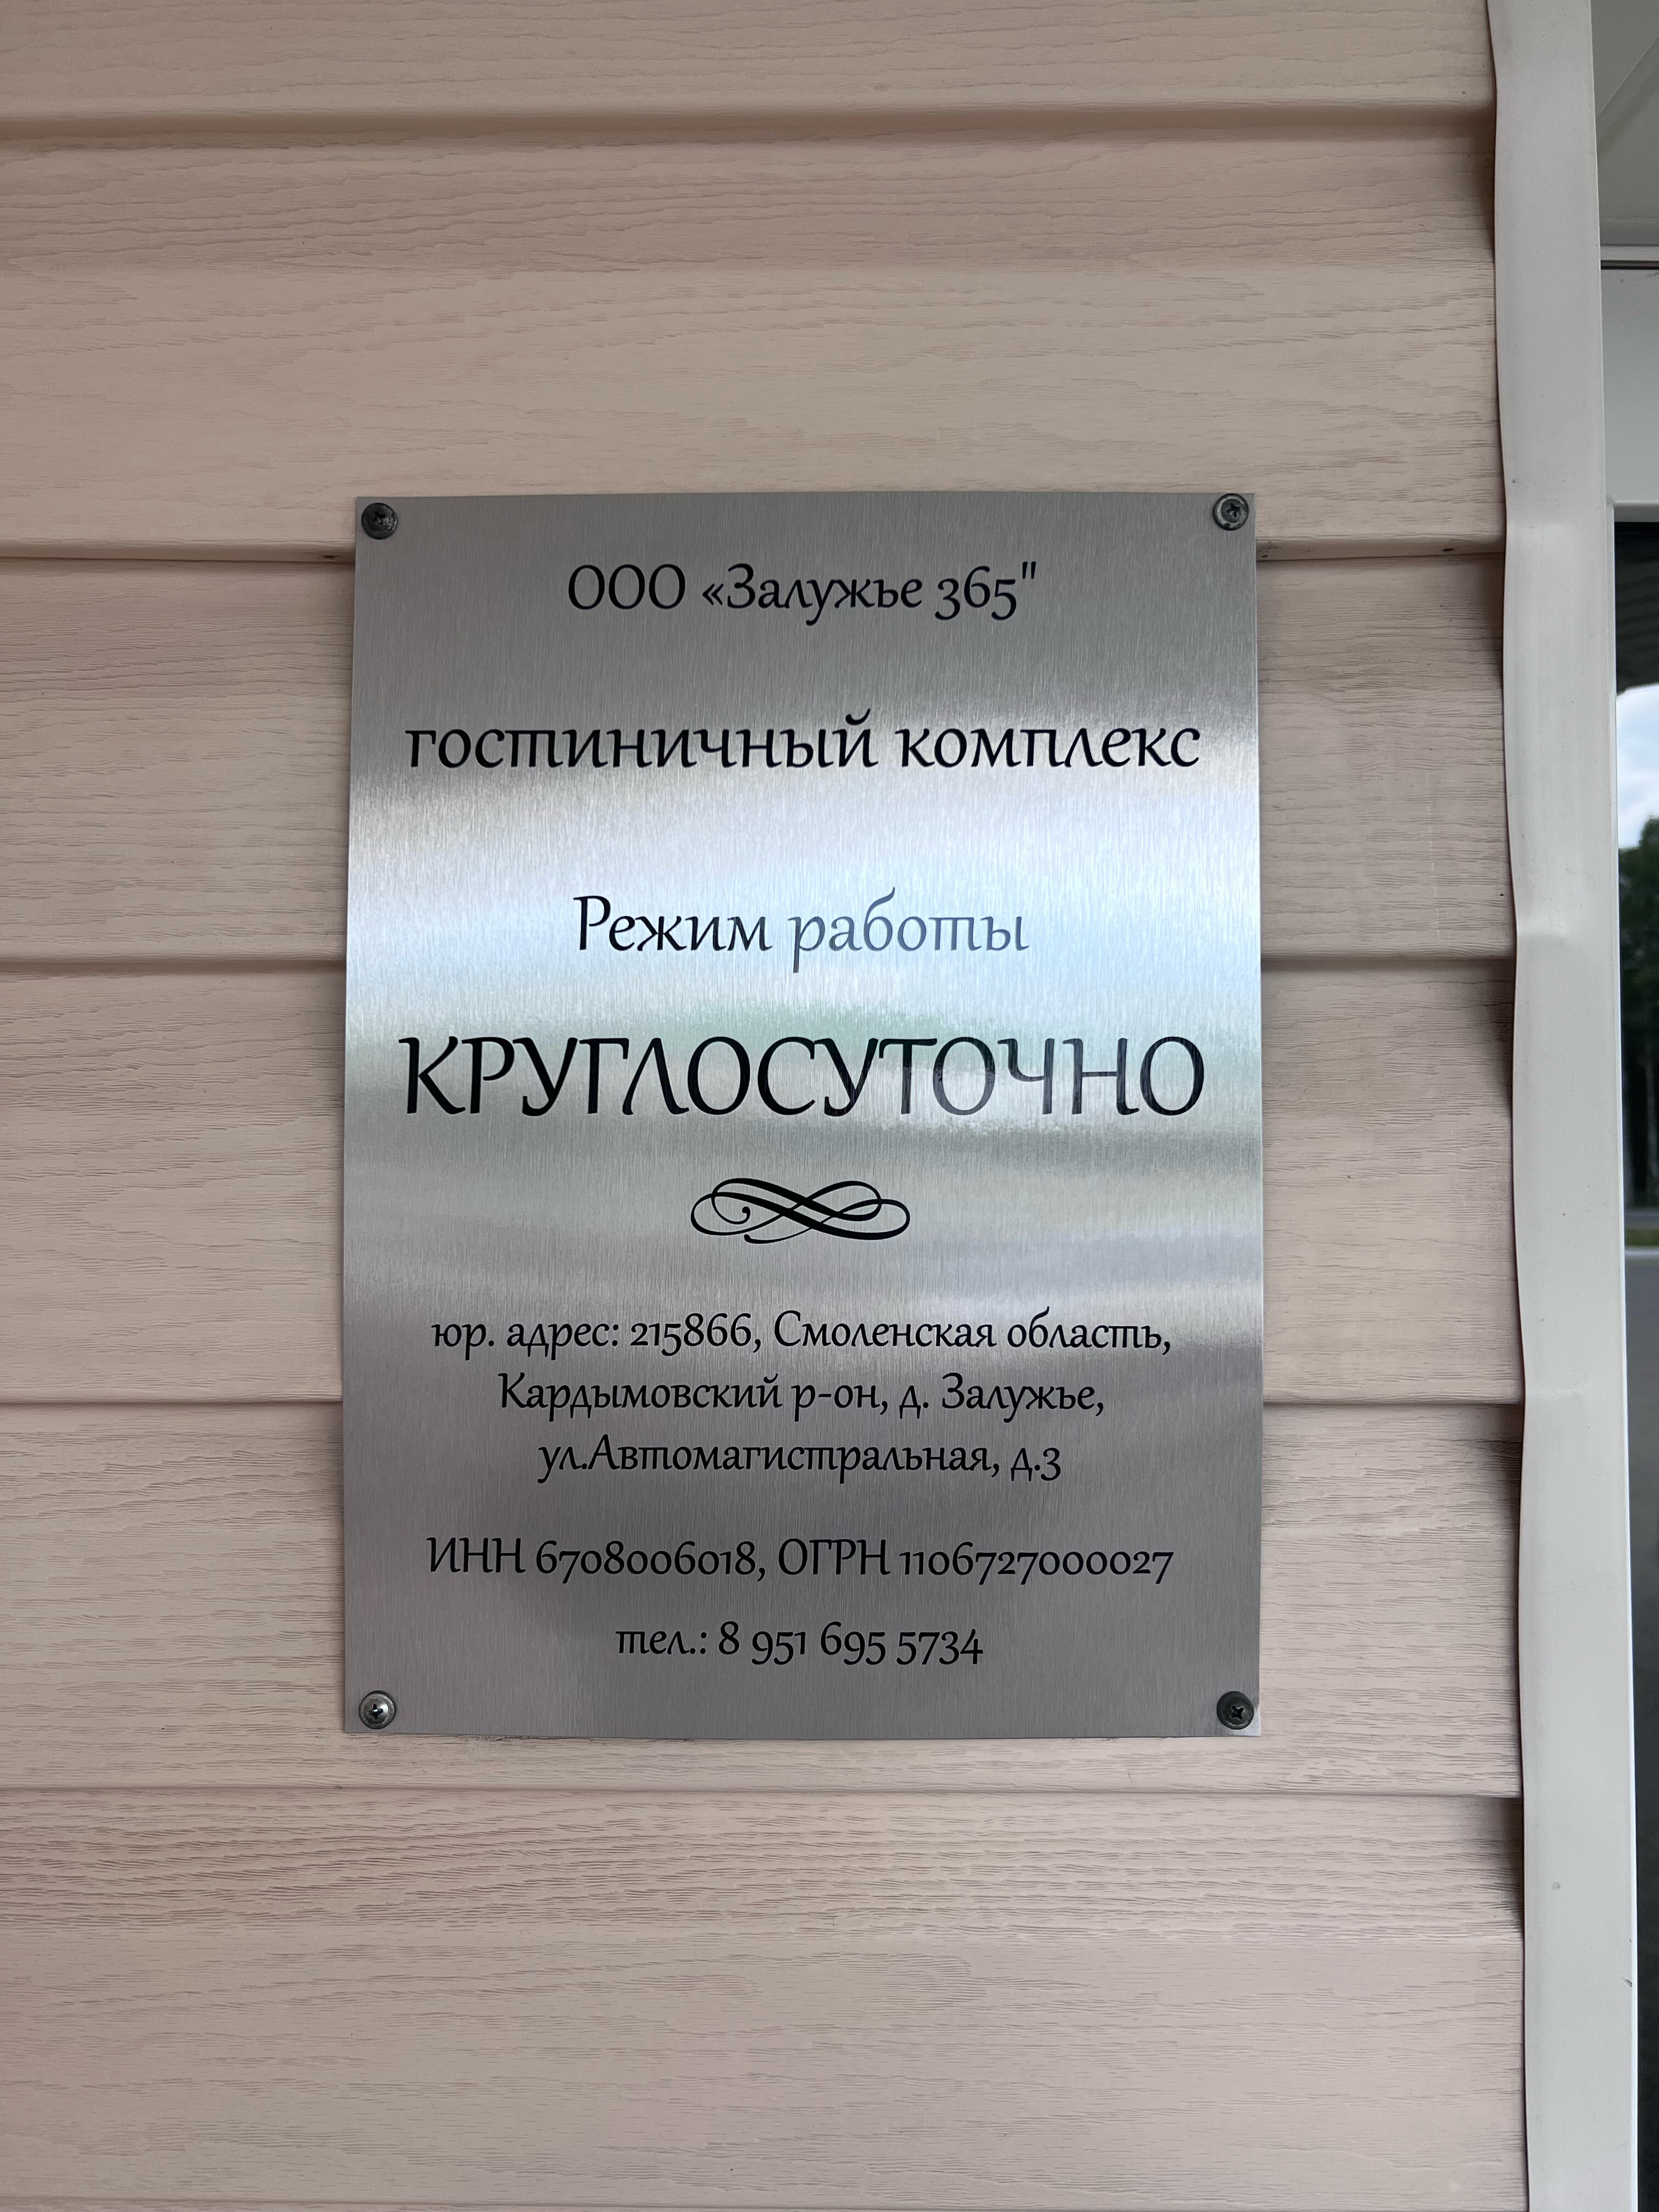 ООО «Залужье 365"
гостиничный комплекс
Режим работы
КРУГЛОСУТОЧНО
юр. адрес: 215866, Смоленская область,
Кардымовский р-он, д. Залужье,
ул.Автомагистральная, д.3
ИНН 6708006018, ОГРН 1106727000027
тел.: 8 951 695 5734